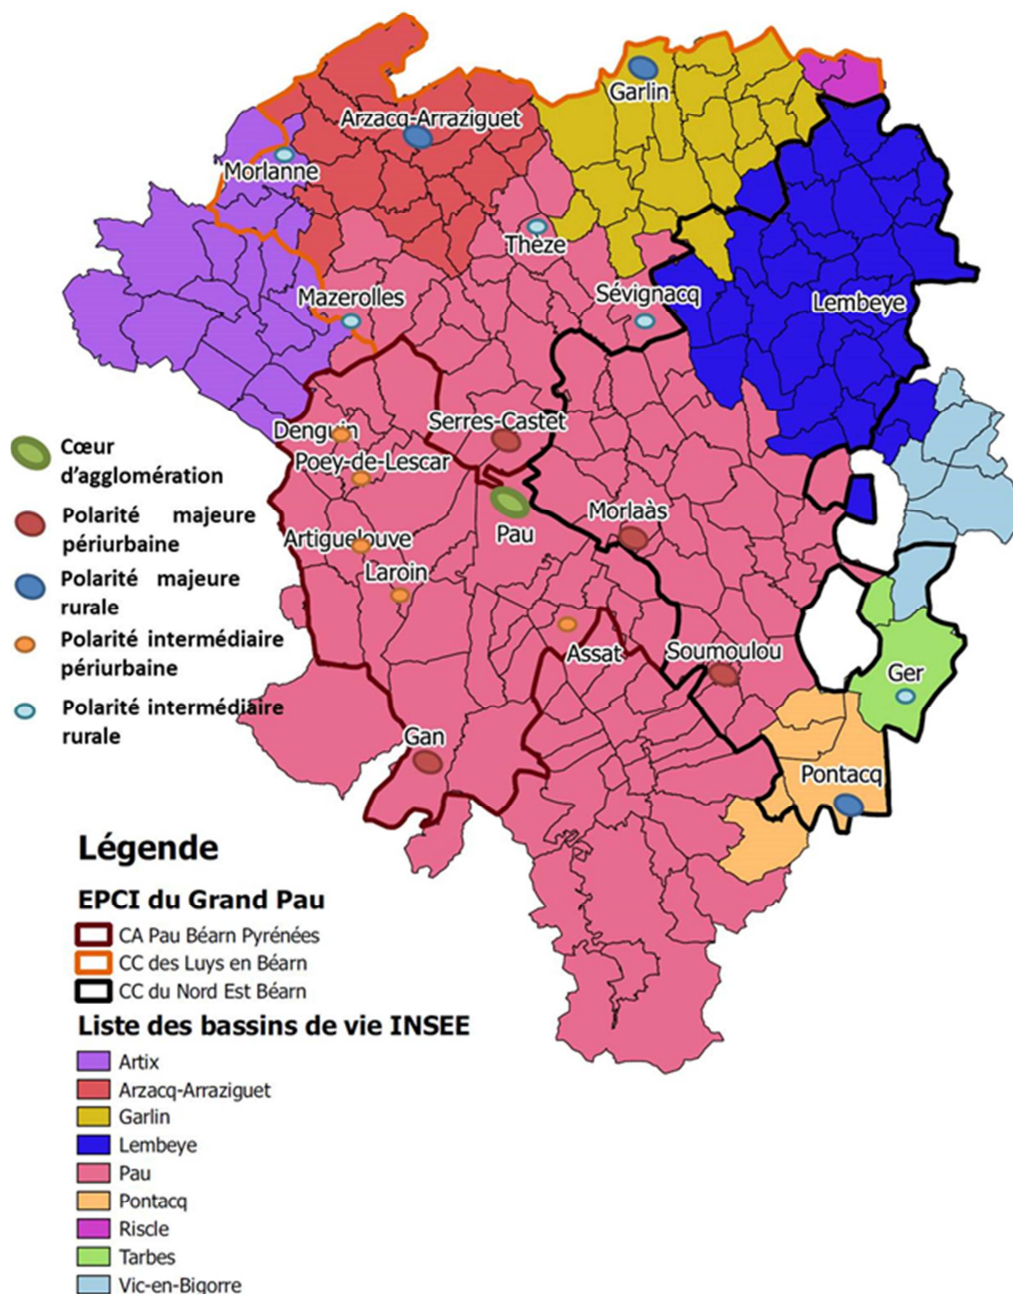 Garlin
Arzacq-Arraziguet
Morlanne
Thèze
Mazerolles
Sévignacq
Lembeye
Denguin
Serres-Castet
Poey-de-Lescar
Pau
Morlaàs
Artiguelouve
Laroin
Assat
Soumoulou
Ger
Gan
Pontacq
Cœur
d'agglomération
Polarité majeure
périurbaine
Polarité majeure
rurale
Polarité intermédiaire
périurbaine
Polarité intermédiaire
rurale
Légende
EPCI du Grand Pau
CA Pau Béarn Pyrénées
CC des Luys en Béarn
CC du Nord Est Béarn
Liste des bassins de vie INSEE
Artix
Arzacq-Arraziguet
Garlin
Lembeye
Pau
Pontacq
Riscle
Tarbes
Vic-en-Bigorre